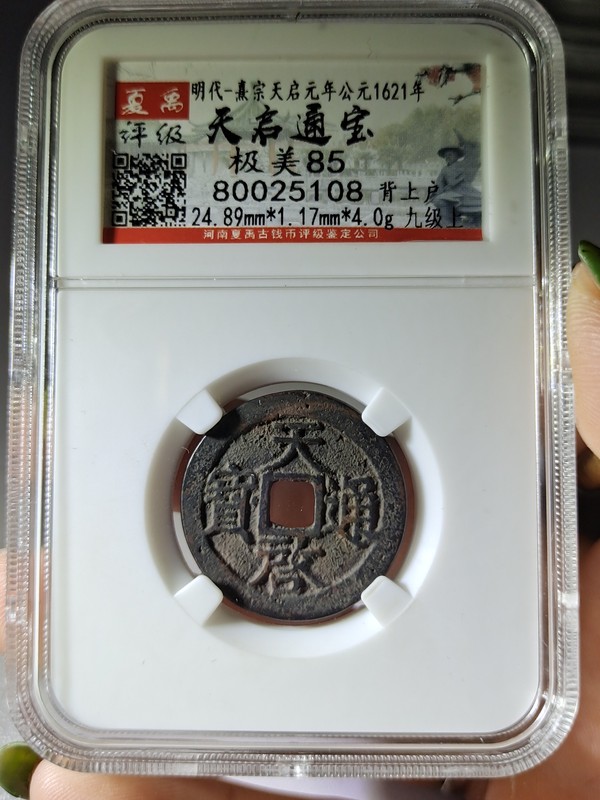 夏禹
评级
明代-熹宗天启元年公元1621年
天启通宝
极美85
80025108 背上户
24.89mm*1.17mm*4.0g 九级上
河南夏禹古钱币评级鉴定公司
天啟通寶